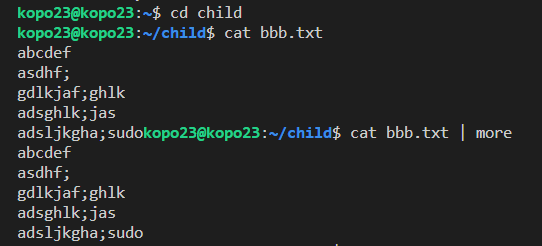 kopo23@kopo23:~$ cd child
kopo23@kopo23:~/child$ cat bbb.txt
abcdef
asdhf;
gdlkjaf;ghlk
adsghlk;jas
adsljkgha;sudokopo23@kopo23:~/child$ cat bbb.txt | more
abcdef
asdhf;
gdlkjaf;ghlk
adsghlk;jas
adsljkgha;sudo